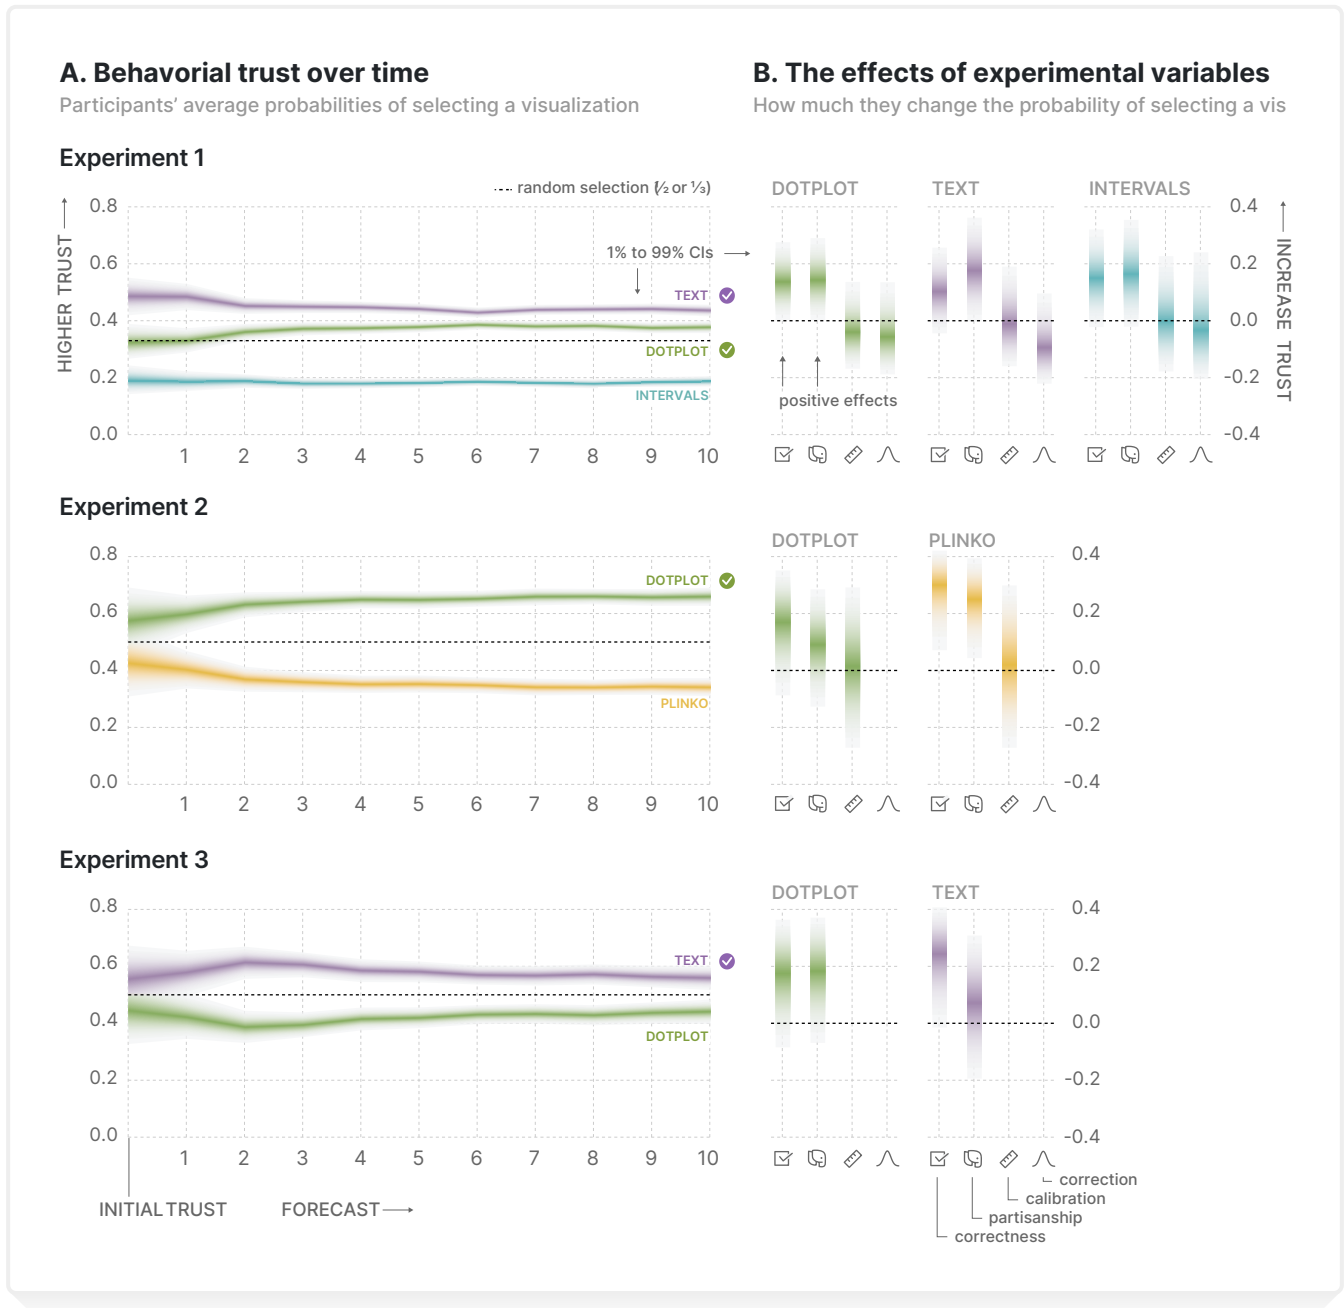 A. Behavorial trust over time
Participants' average probabilities of selecting a visualization
B. The effects of experimental variables
How much they change the probability of selecting a vis
Experiment 1
random selection (½ or ⅓)
HIGHER TRUST
0.8
0.6
0.4
0.2
0.0
1% to 99% CIs
TEXT
DOTPLOT
INTERVALS
1 2 3 4 5 6 7 8 9 10
DOTPLOT
TEXT
INTERVALS
positive effects
0.4
0.2
0.0
-0.2
-0.4
INCREASE TRUST
Experiment 2
0.8
0.6
0.4
0.2
0.0
DOTPLOT
PLINKO
1 2 3 4 5 6 7 8 9 10
DOTPLOT
PLINKO
0.4
0.2
0.0
-0.2
-0.4
Experiment 3
0.8
0.6
0.4
0.2
0.0
TEXT
DOTPLOT
1 2 3 4 5 6 7 8 9 10
INITIAL TRUST
FORECAST
DOTPLOT
TEXT
0.4
0.2
0.0
-0.2
-0.4
correction
calibration
partisanship
correctness